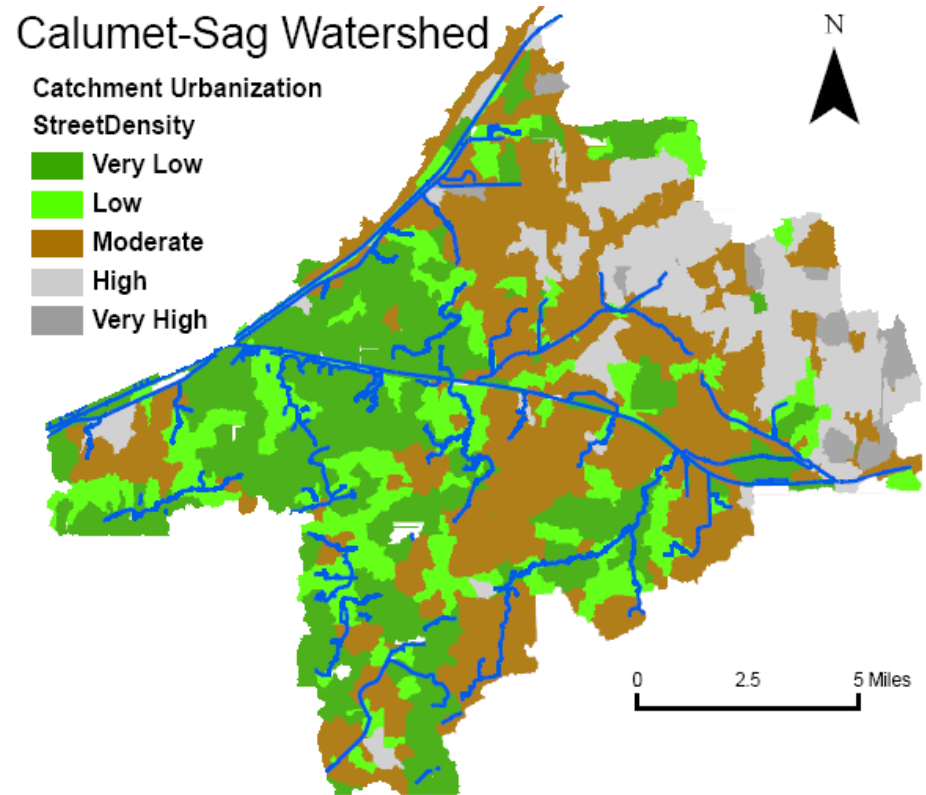 Calumet-Sag Watershed
Catchment Urbanization
StreetDensity
Very Low
Low
Moderate
High
Very High
N
0 2.5 5 Miles